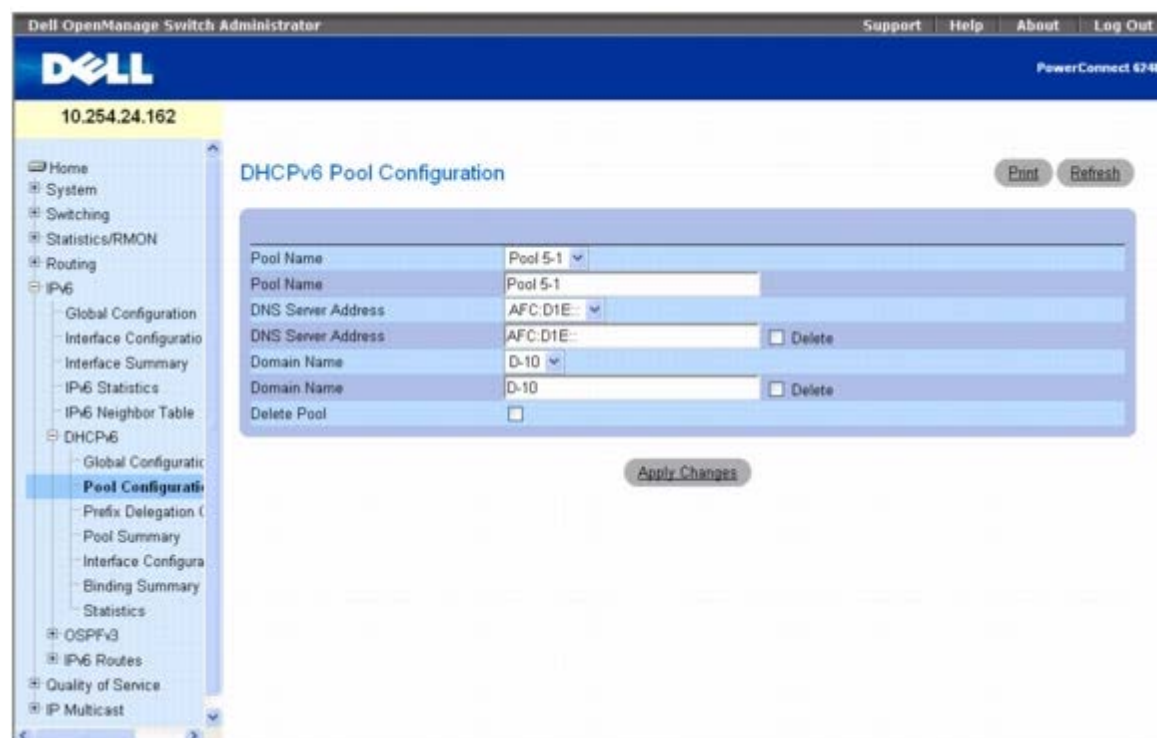 Dell OpenManage Switch Administrator Support Help About Log Out
DELL
PowerConnect 6248
10.254.24.162
Home
System
Switching
Statistics/RMON
Routing
IPv6
Global Configuration
Interface Configuratio
Interface Summary
IPv6 Statistics
IPv6 Neighbor Table
DHCPv6
Global Configuratic
Pool Configurati
Prefix Delegation (
Pool Summary
Interface Configura
Binding Summary
Statistics
OSPFv3
IPv6 Routes
Quality of Service
IP Multicast
DHCPv6 Pool Configuration
Print Refresh
Pool Name Pool 5-1
Pool Name Pool 5-1
DNS Server Address AFC:D1E::
DNS Server Address AFC:D1E:: Delete
Domain Name D-10
Domain Name D-10 Delete
Delete Pool
Apply Changes